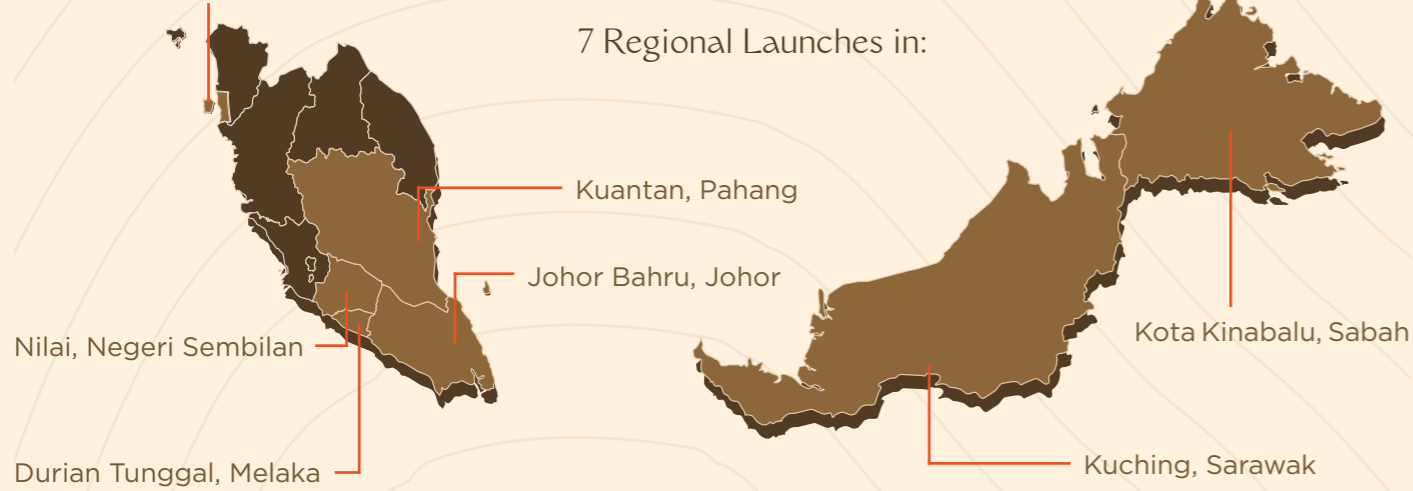 7 Regional Launches in:
Kuantan, Pahang
Johor Bahru, Johor
Nilai, Negeri Sembilan
Kota Kinabalu, Sabah
Durian Tunggal, Melaka
Kuching, Sarawak